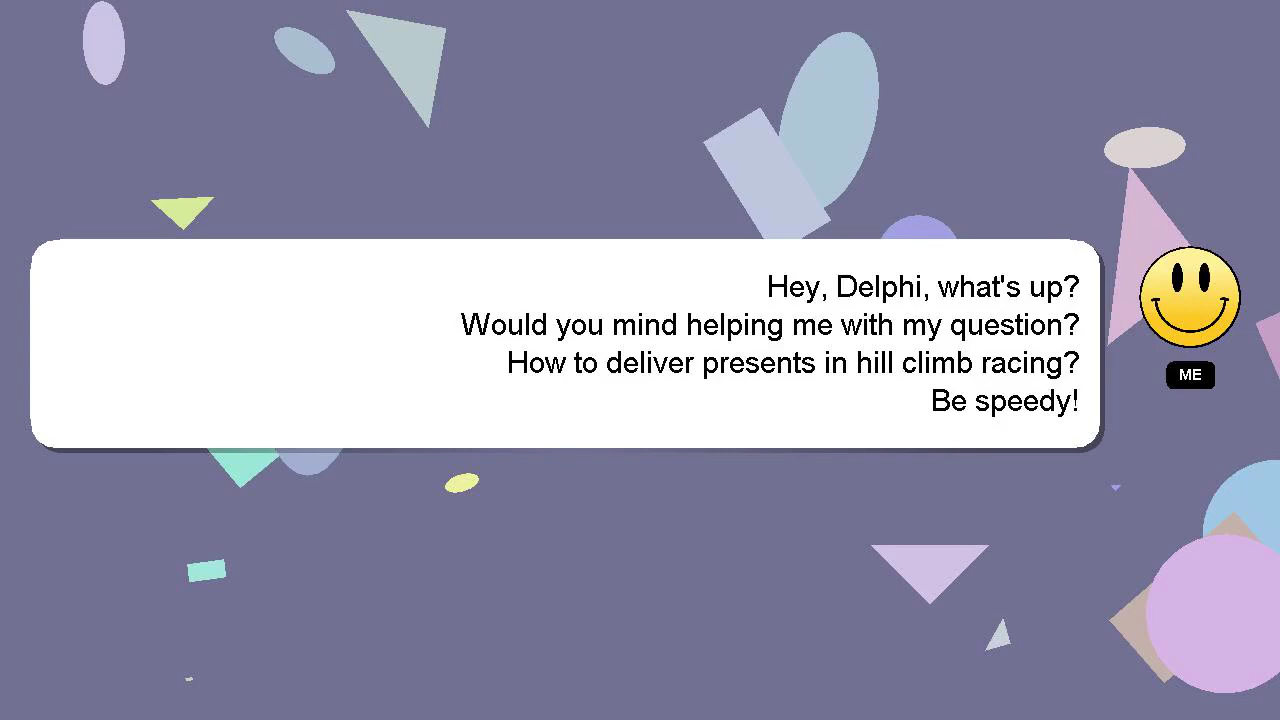 Hey, Delphi, what's up?
Would you mind helping me with my question?
How to deliver presents in hill climb racing?
Be speedy!
ME